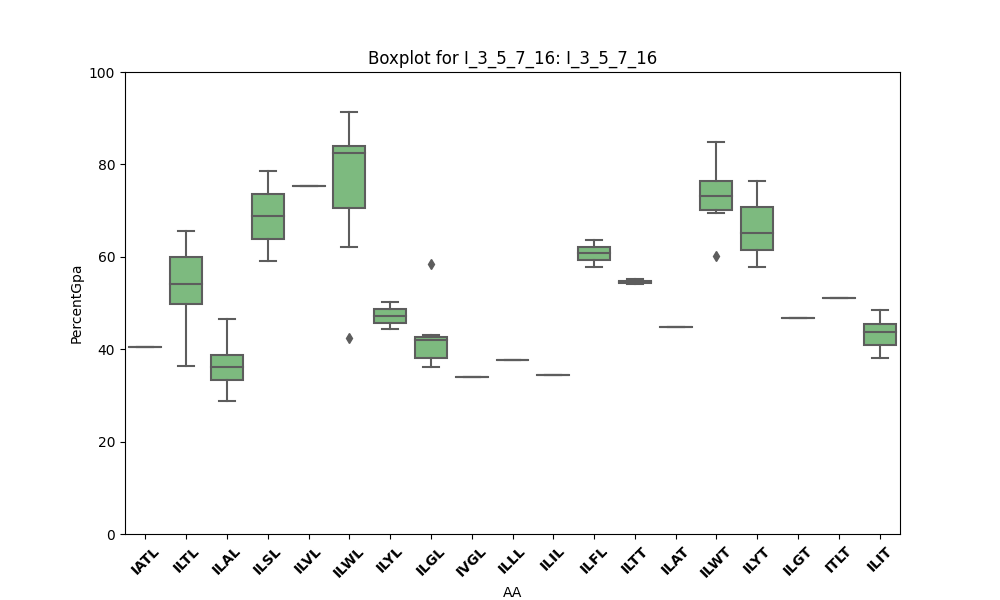 Boxplot for I_3_5_7_16: I_3_5_7_16
100
80
60
40
20
0
PercentGpa
IATL ILTL ILAL ILSL ILVL ILWL ILYL ILGL IVGL ILLL ILIL ILFL ILTT ILAT ILWT ILYT ILGT ITLT ILIT
AA